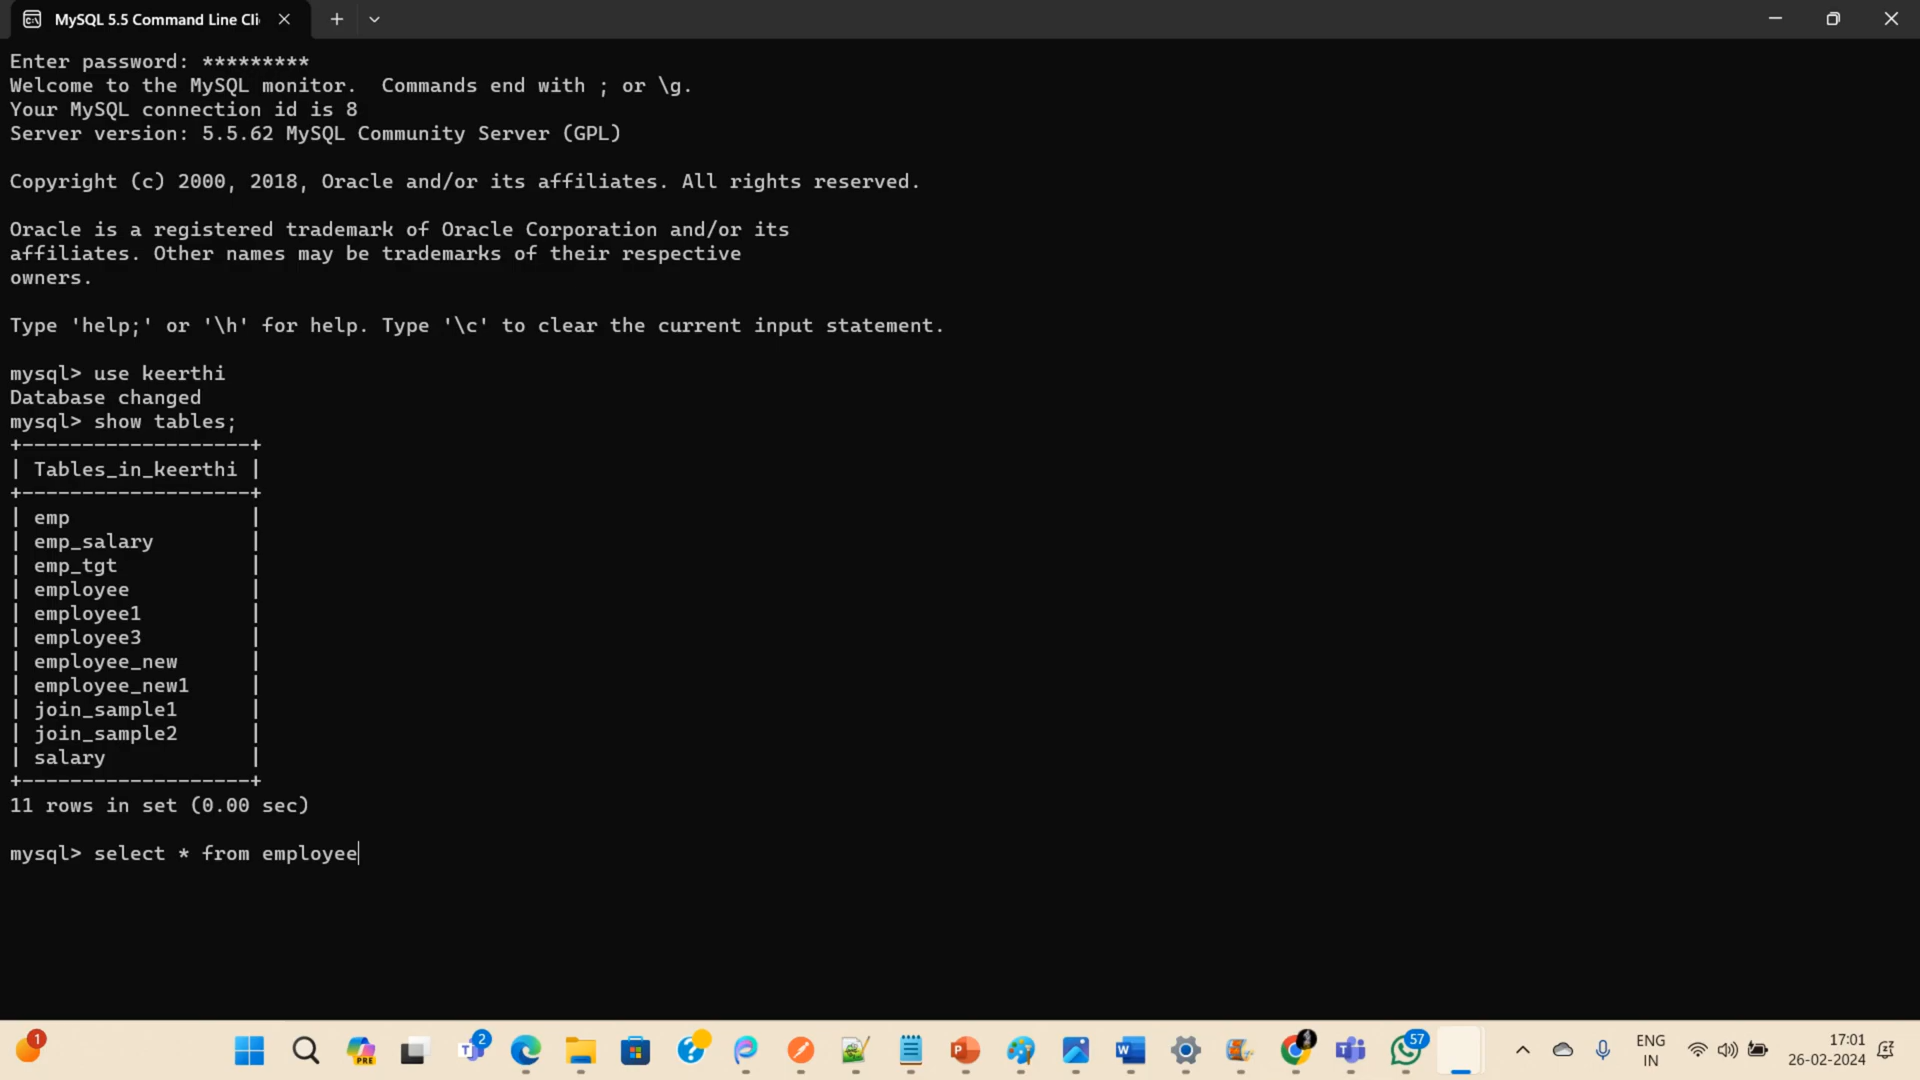 MySQL 5.5 Command Line Cli
Enter password: *********
Welcome to the MySQL monitor.  Commands end with ; or \g.
Your MySQL connection id is 8
Server version: 5.5.62 MySQL Community Server (GPL)
Copyright (c) 2000, 2018, Oracle and/or its affiliates. All rights reserved.
Oracle is a registered trademark of Oracle Corporation and/or its
affiliates. Other names may be trademarks of their respective
owners.
Type 'help;' or '\h' for help. Type '\c' to clear the current input statement.
mysql> use keerthi
Database changed
mysql> show tables;
+-------------------+
| Tables_in_keerthi |
+-------------------+
| emp               |
| emp_salary        |
| emp_tgt           |
| employee          |
| employee1         |
| employee3         |
| employee_new      |
| employee_new1     |
| join_sample1      |
| join_sample2      |
| salary            |
+-------------------+
11 rows in set (0.00 sec)
mysql> select * from employee
1
PRE
2
57
ENG
IN
17:01
26-02-2024